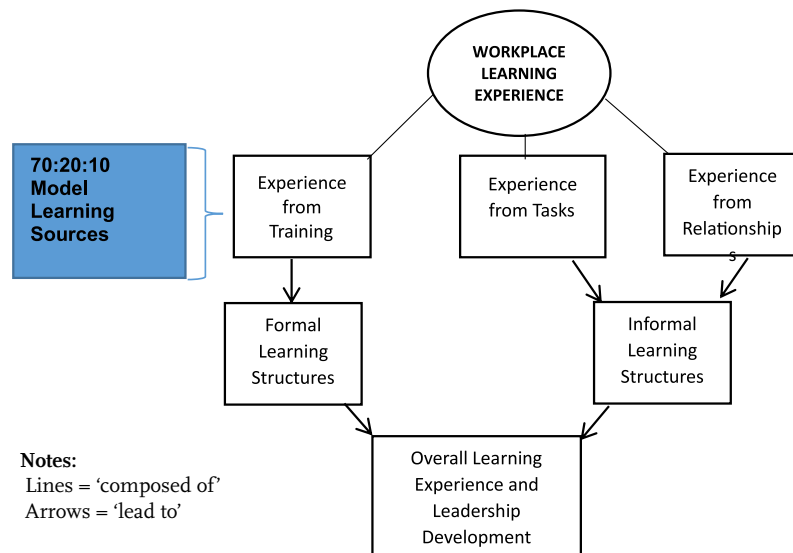 WORKPLACE
LEARNING
EXPERIENCE
70:20:10
Model
Learning
Sources
Experience
from
Training
Experience
from Tasks
Experience
from
Relationship
s
Formal
Learning
Structures
Informal
Learning
Structures
Overall Learning
Experience and
Leadership
Development
Notes:
Lines = ‘composed of’
Arrows = ‘lead to’